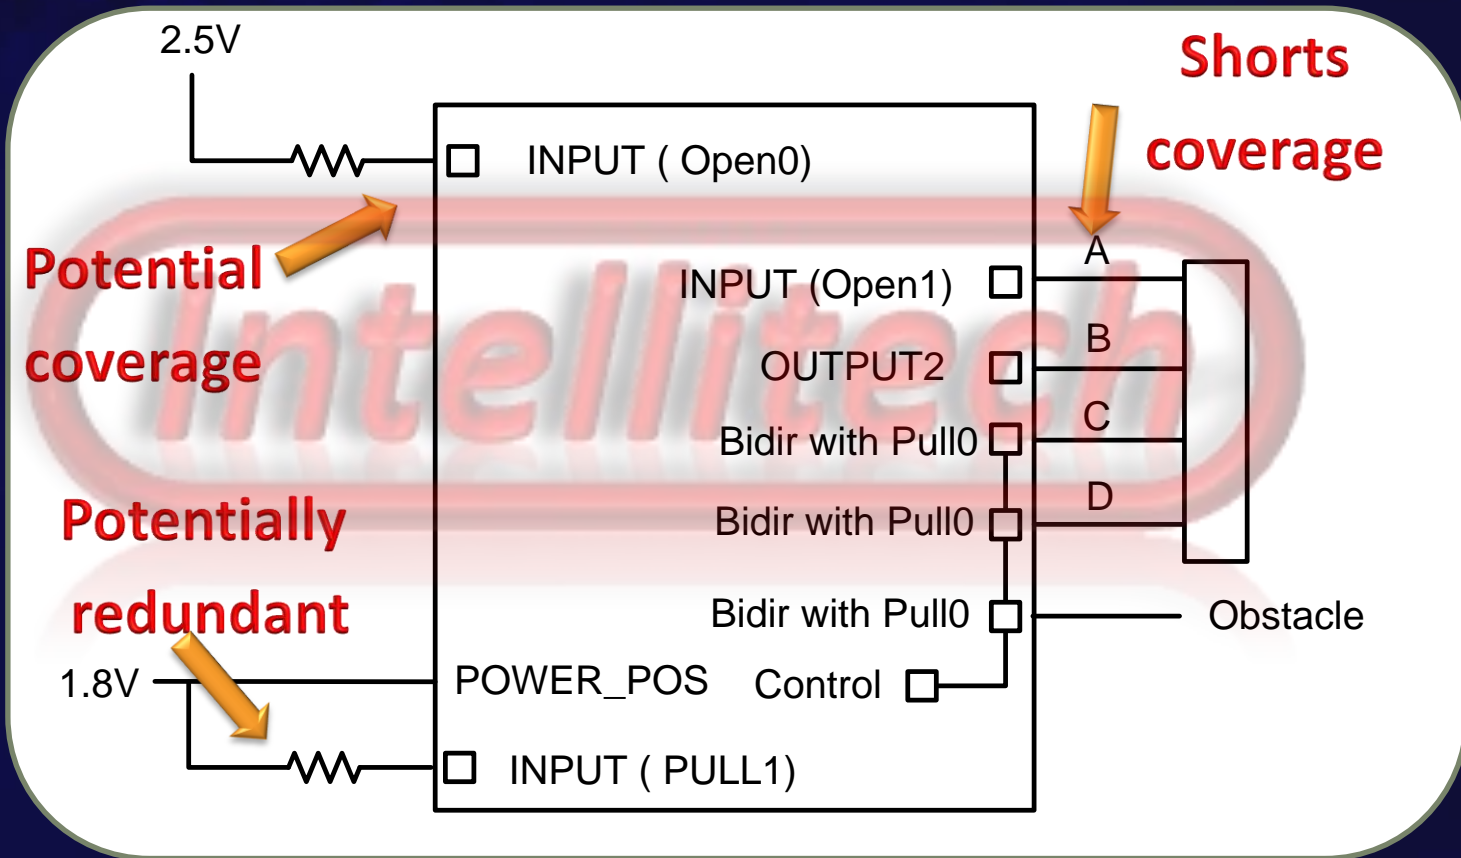 2.5V
Shorts
coverage
INPUT ( Open0)
A
Potential
coverage
INPUT (Open1)
B
OUTPUT2
C
Bidir with Pull0
D
Potentially
redundant
Bidir with Pull0
Bidir with Pull0
Obstacle
1.8V
POWER_POS
Control
INPUT ( PULL1)
Intellitech